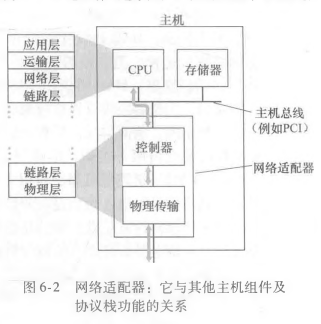 主机
应用层
运输层
网络层
链路层
CPU
存储器
主机总线
（例如PCI）
控制器
网络适配器
链路层
物理层
物理传输
图 6-2 网络适配器：它与其他主机组件及
协议栈功能的关系